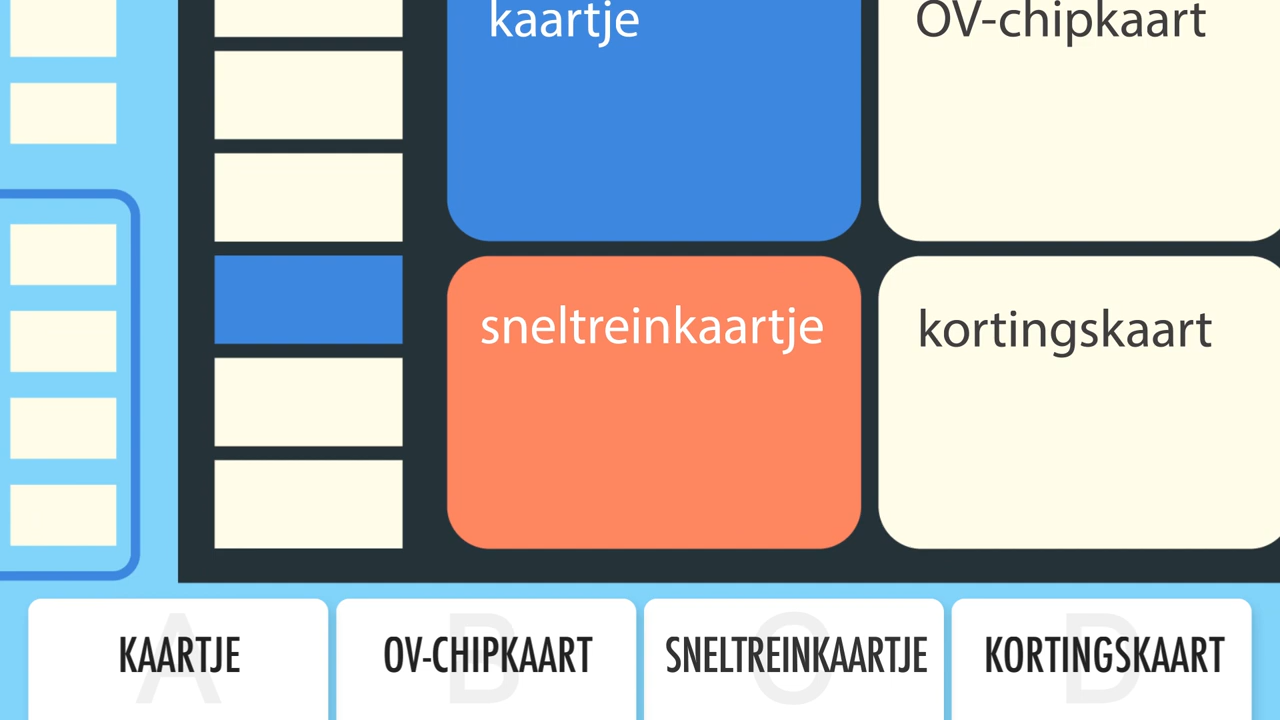 kaartje
OV-chipkaart
sneltreinkaartje
kortingskaart
A
KAARTJE
B
OV-CHIPKAART
SNELTREINKAARTJE
D
KORTINGSKAART